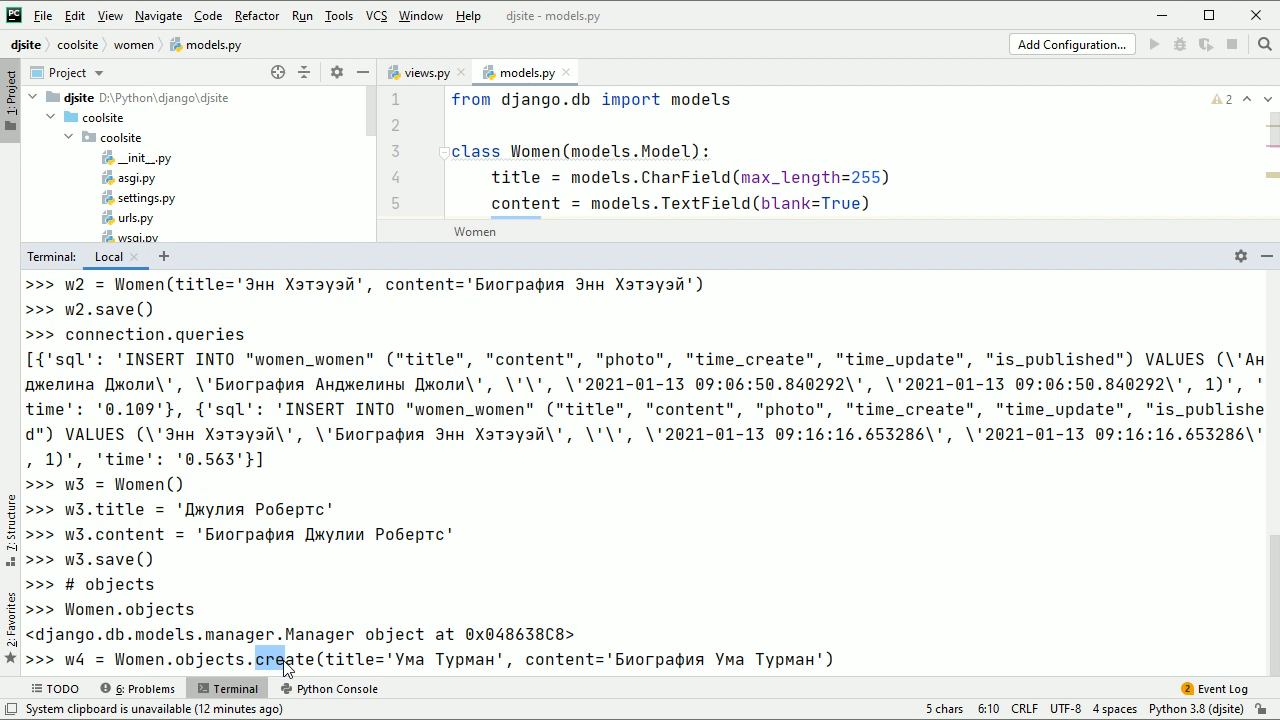 File Edit View Navigate Code Refactor Run Tools VCS Window Help djsite - models.py
djsite coolsite women models.py Add Configuration...
Project views.py models.py
1: Project
djsite D:\Python\django\djsite
coolsite
coolsite
__init__.py
asgi.py
settings.py
urls.py
wsgi.py
1 from django.db import models
2
3 class Women(models.Model):
4 title = models.CharField(max_length=255)
5 content = models.TextField(blank=True)
2
Women
Terminal: Local
>>> w2 = Women(title='Энн Хэтэуэй', content='Биография Энн Хэтэуэй')
>>> w2.save()
>>> connection.queries
[{'sql': 'INSERT INTO "women_women" ("title", "content", "photo", "time_create", "time_update", "is_published") VALUES (\'Ан
джелина Джоли\', \'Биография Анджелины Джоли\', \'\', \'2021-01-13 09:06:50.840292\', \'2021-01-13 09:06:50.840292\', 1)', '
time': '0.109'}, {'sql': 'INSERT INTO "women_women" ("title", "content", "photo", "time_create", "time_update", "is_publishe
d") VALUES (\'Энн Хэтэуэй\', \'Биография Энн Хэтэуэй\', \'\', \'2021-01-13 09:16:16.653286\', \'2021-01-13 09:16:16.653286\'
, 1)', 'time': '0.563'}]
>>> w3 = Women()
>>> w3.title = 'Джулия Робертс'
>>> w3.content = 'Биография Джулии Робертс'
>>> w3.save()
>>> # objects
>>> Women.objects
<django.db.models.manager.Manager object at 0x048638C8>
>>> w4 = Women.objects.create(title='Ума Турман', content='Биография Ума Турман')
7: Structure
2: Favorites
TODO 6: Problems Terminal Python Console 2 Event Log
System clipboard is unavailable (12 minutes ago) 5 chars 6:10 CRLF UTF-8 4 spaces Python 3.8 (djsite)